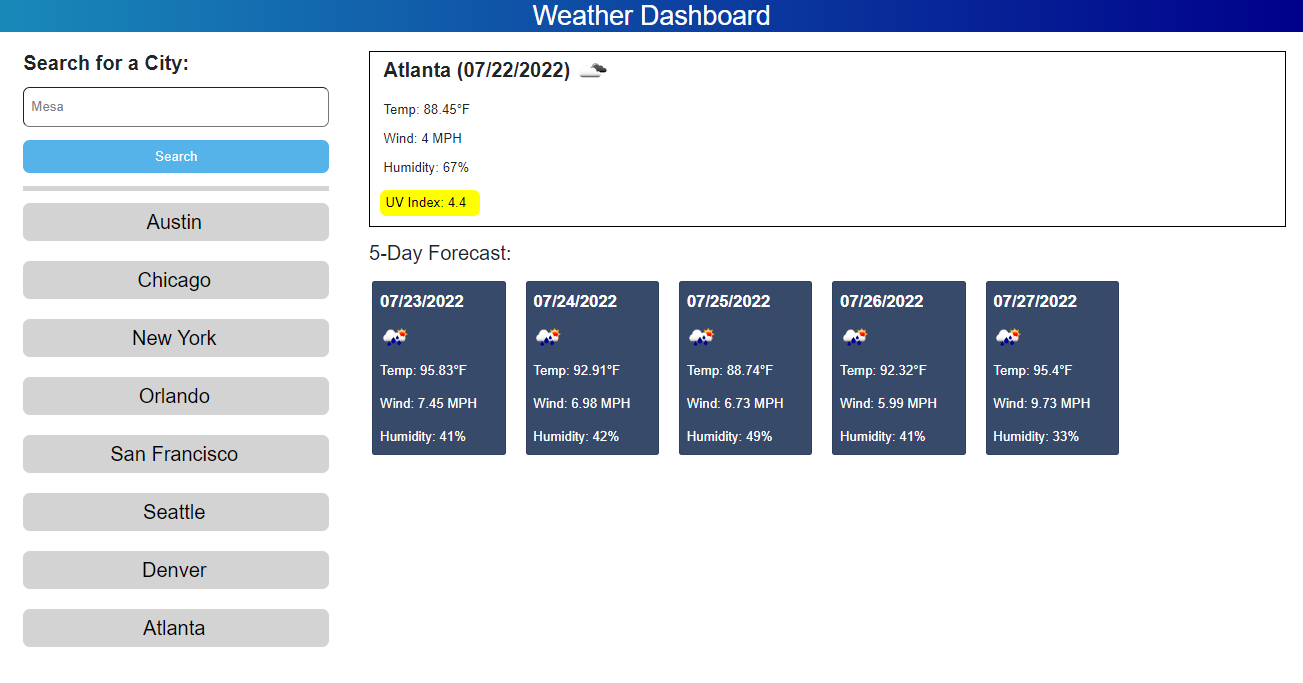 Weather Dashboard
Search for a City:
Mesa
Search
Austin
Chicago
New York
Orlando
San Francisco
Seattle
Denver
Atlanta
Atlanta (07/22/2022)
Temp: 88.45°F
Wind: 4 MPH
Humidity: 67%
UV Index: 4.4
5-Day Forecast:
07/23/2022
Temp: 95.83°F
Wind: 7.45 MPH
Humidity: 41%
07/24/2022
Temp: 92.91°F
Wind: 6.98 MPH
Humidity: 42%
07/25/2022
Temp: 88.74°F
Wind: 6.73 MPH
Humidity: 49%
07/26/2022
Temp: 92.32°F
Wind: 5.99 MPH
Humidity: 41%
07/27/2022
Temp: 95.4°F
Wind: 9.73 MPH
Humidity: 33%